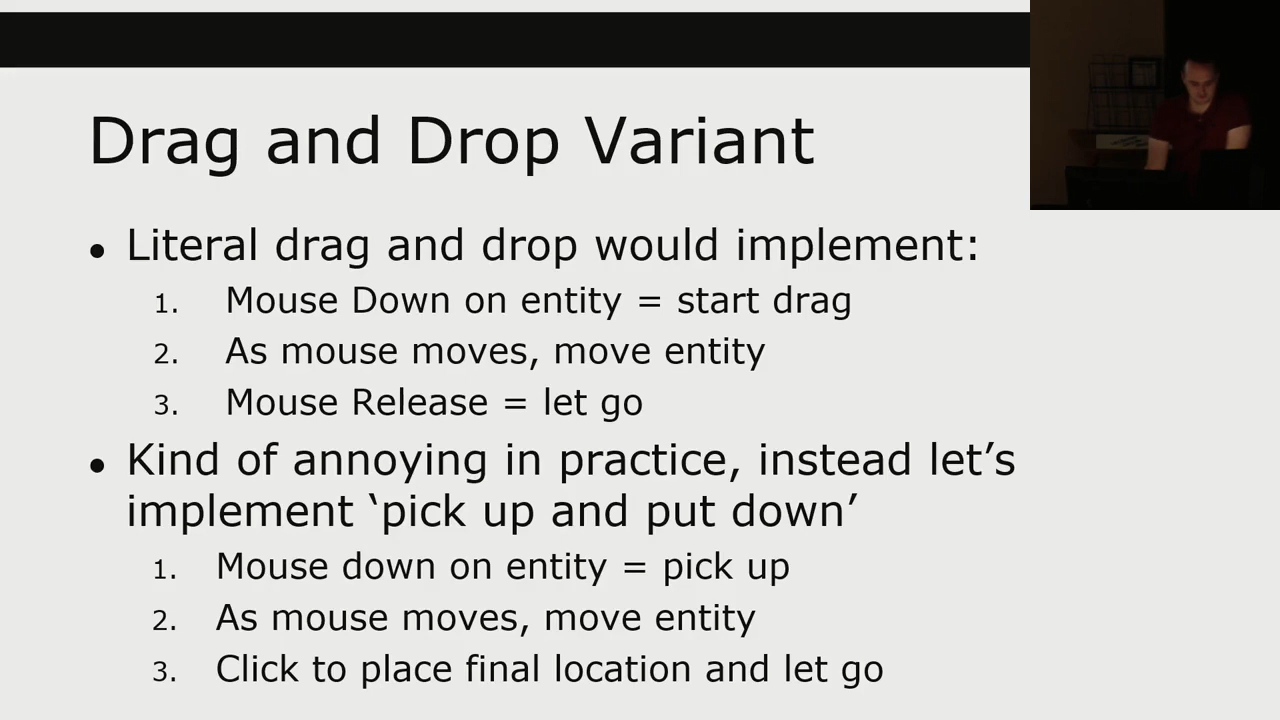 Drag and Drop Variant
● Literal drag and drop would implement:
1. Mouse Down on entity = start drag
2. As mouse moves, move entity
3. Mouse Release = let go
● Kind of annoying in practice, instead let’s
implement ‘pick up and put down’
1. Mouse down on entity = pick up
2. As mouse moves, move entity
3. Click to place final location and let go